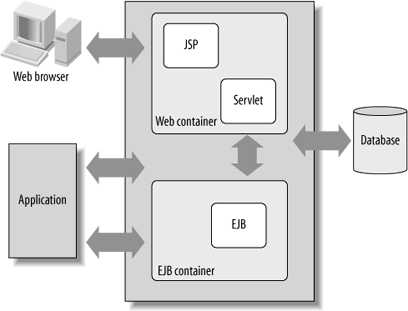 JSP
Web browser
Servlet
Web container
Database
Application
EJB
EJB container